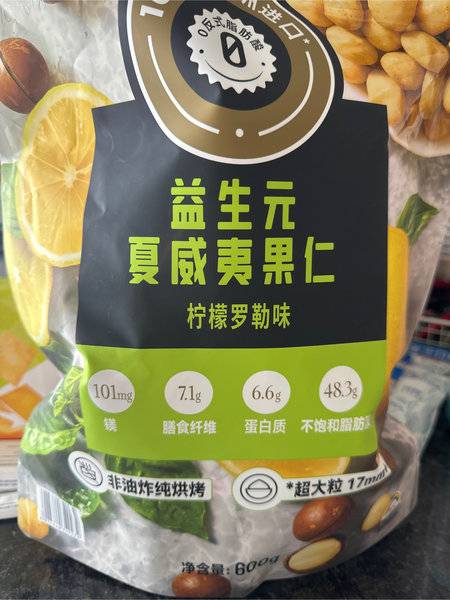 0反式脂肪酸
0
进口*
益生元
夏威夷果仁
柠檬罗勒味
101mg
镁
7.1g
膳食纤维
6.6g
蛋白质
48.3g
不饱和脂肪
非油炸纯烘烤
*超大粒 17mm
净含量: 600g